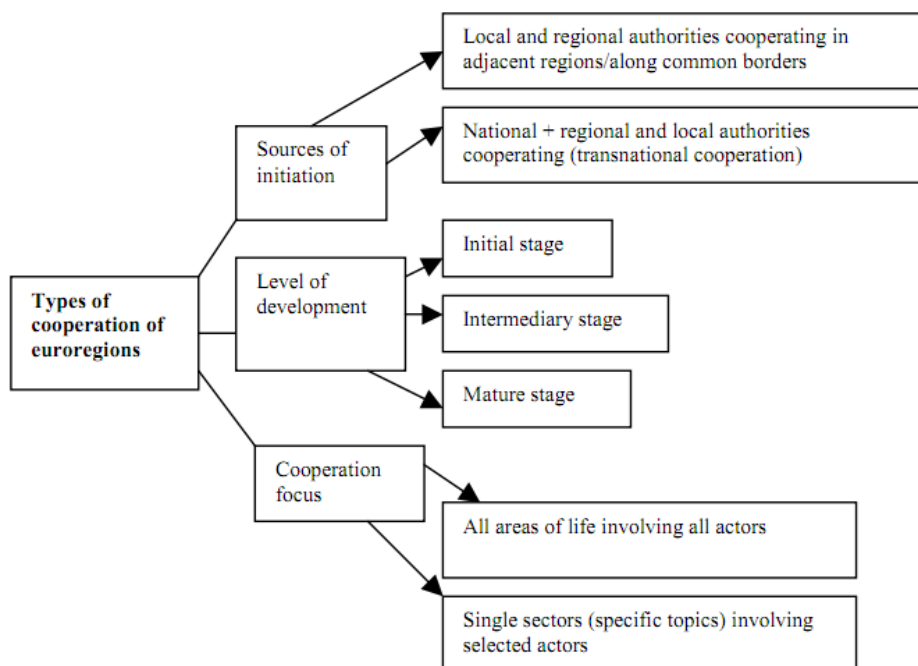 Local and regional authorities cooperating in
adjacent regions/along common borders
National + regional and local authorities
cooperating (transnational cooperation)
Sources of
initiation
Initial stage
Level of
development
Intermediary stage
Types of
cooperation of
euroregions
Mature stage
Cooperation
focus
All areas of life involving all actors
Single sectors (specific topics) involving
selected actors